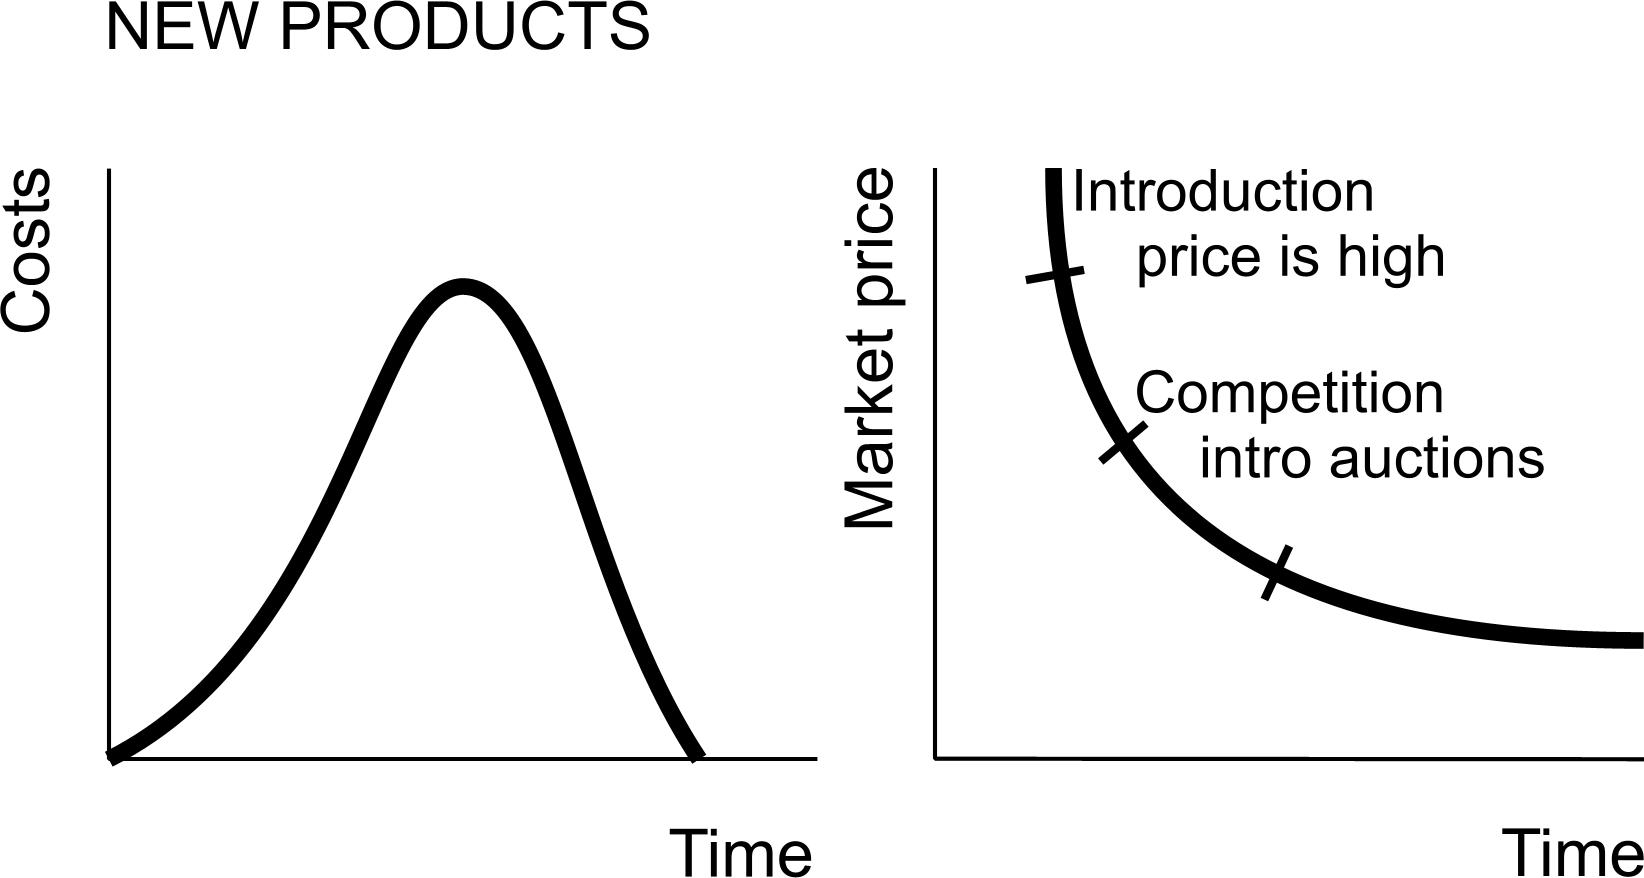 NEW PRODUCTS
Costs
Time
Market price
Introduction
price is high
Competition
intro auctions
Time